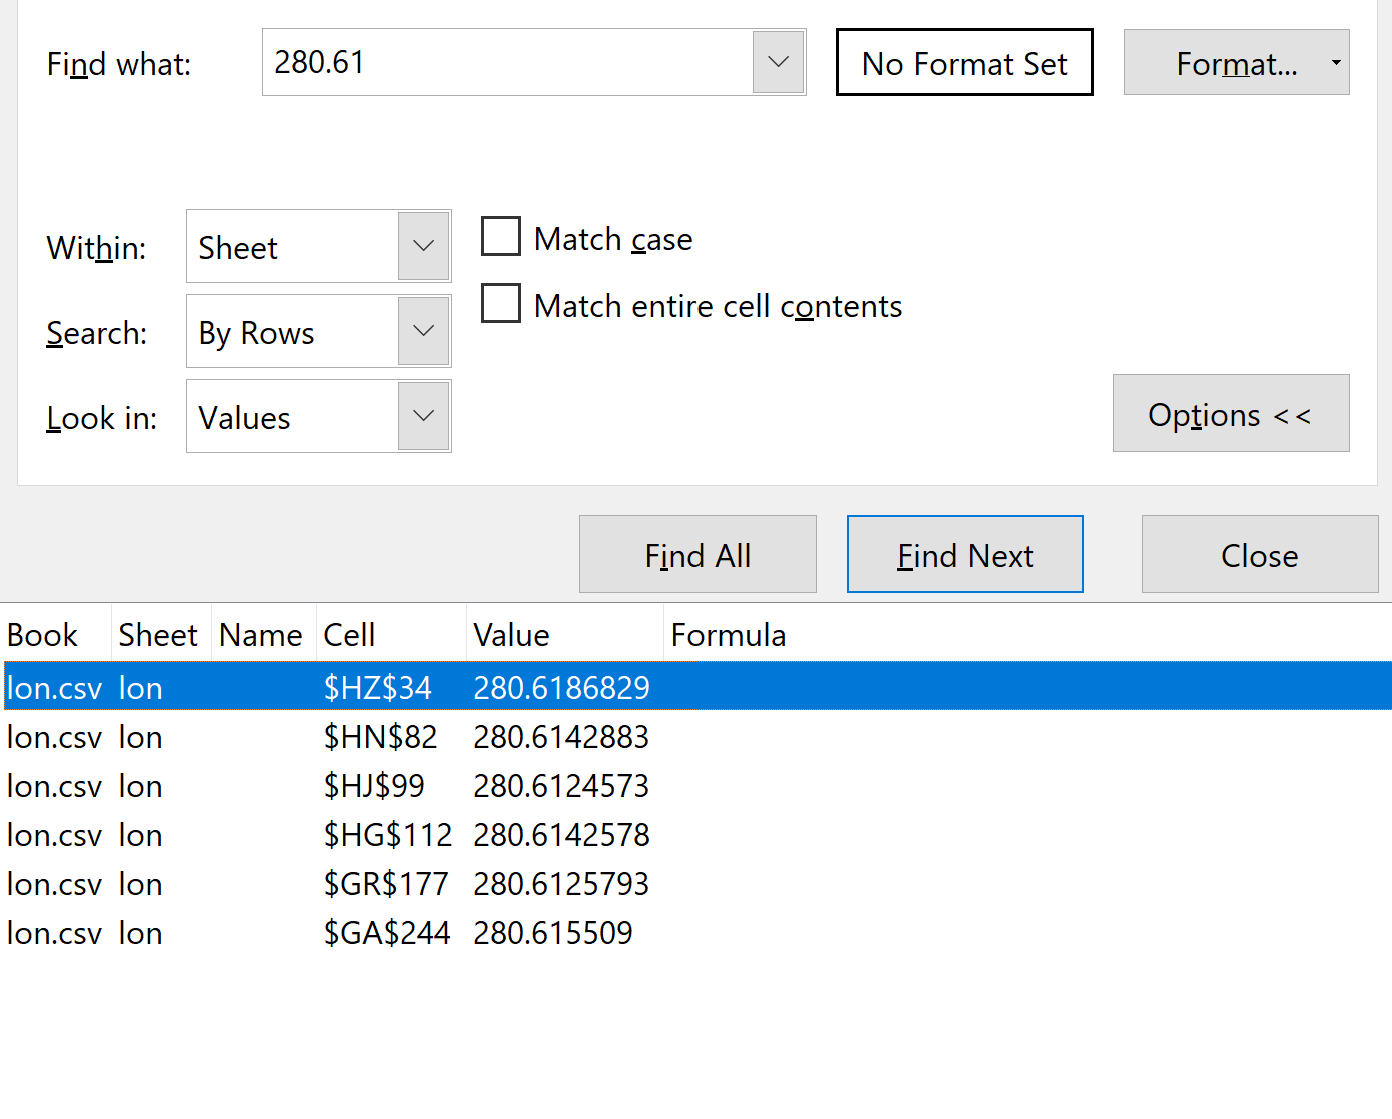 Find what: 280.61 No Format Set Format...
Within: Sheet Match case
Match entire cell contents
Search: By Rows
Look in: Values Options <<
Find All Find Next Close
Book Sheet Name Cell Value Formula
lon.csv lon $HZ$34 280.6186829
lon.csv lon $HN$82 280.6142883
lon.csv lon $HJ$99 280.6124573
lon.csv lon $HG$112 280.6142578
lon.csv lon $GR$177 280.6125793
lon.csv lon $GA$244 280.615509